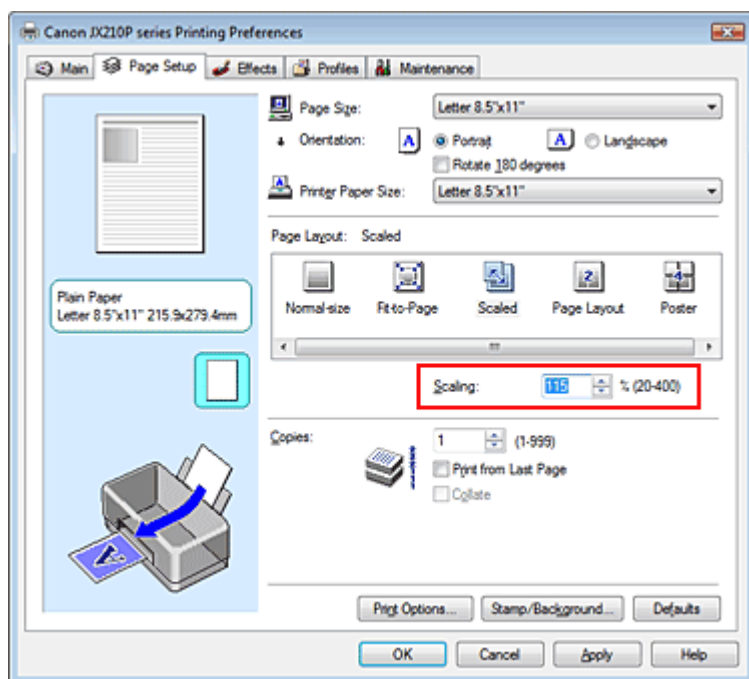 Canon JX210P series Printing Preferences
Main Page Setup Effects Profiles Maintenance
Page Size: Letter 8.5"x11"
Orientation: A Portrait A Landscape
Rotate 180 degrees
Printer Paper Size: Letter 8.5"x11"
Page Layout: Scaled
Normal-size Fit-to-Page Scaled Page Layout Poster
Plain Paper
Letter 8.5"x11" 215.9x279.4mm
Scaling: 115 % (20-400)
Copies: 1 (1-999)
Print from Last Page
Collate
Print Options... Stamp/Background... Defaults
OK Cancel Apply Help